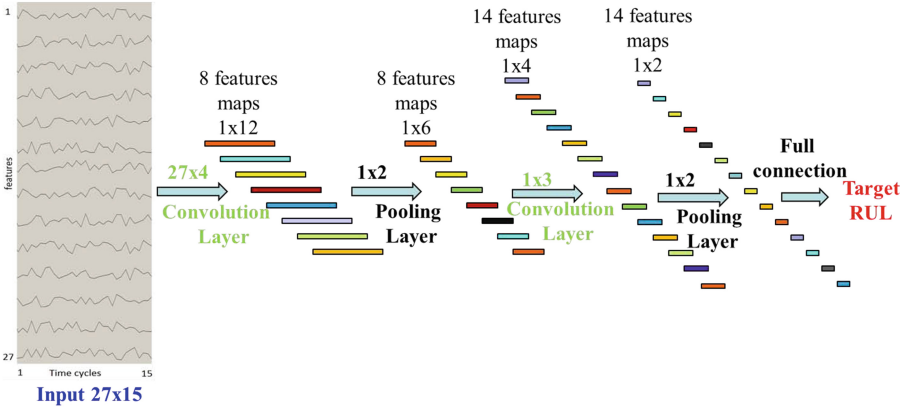 1
features
27
1 Time cycles 15
Input 27x15
8 features
maps
1x12
27x4
Convolution
Layer
8 features
maps
1x6
1x2
Pooling
Layer
14 features
maps
1x4
1x3
Convolution
Layer
14 features
maps
1x2
1x2
Pooling
Layer
Full
connection
Target
RUL